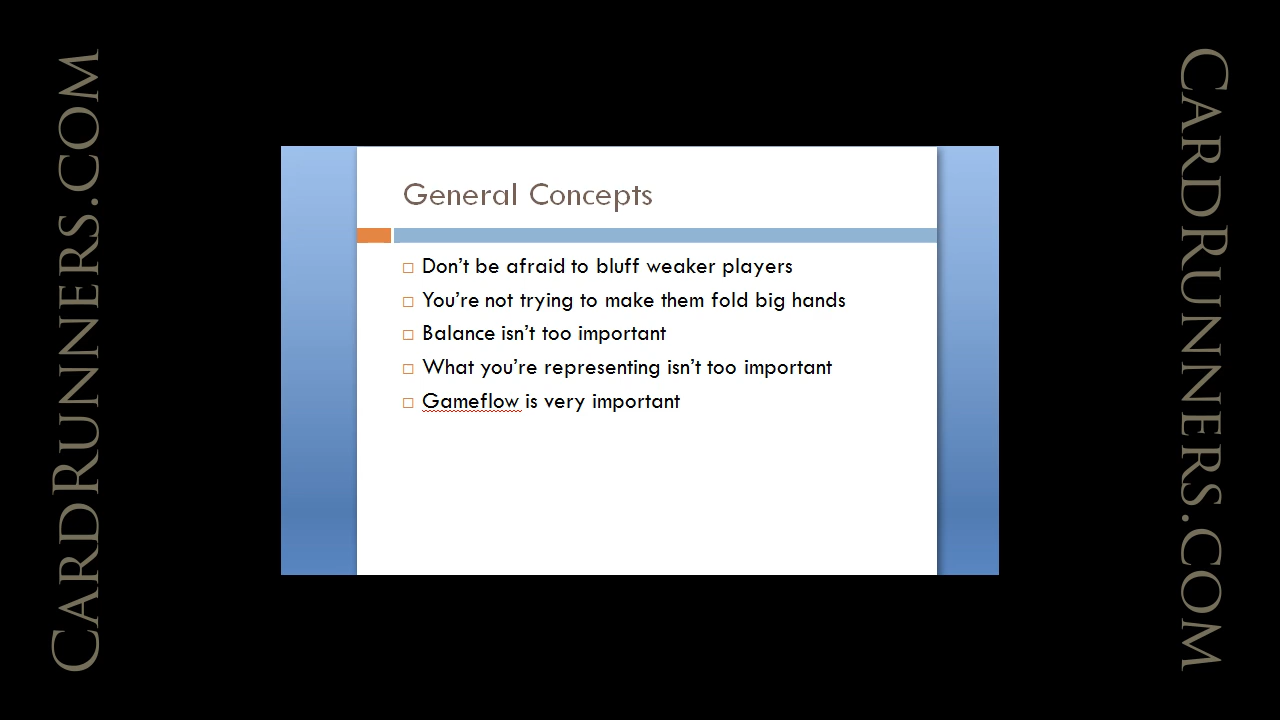 CardRunners.com
General Concepts
Don't be afraid to bluff weaker players
You're not trying to make them fold big hands
Balance isn't too important
What you're representing isn't too important
Gameflow is very important
CardRunners.com